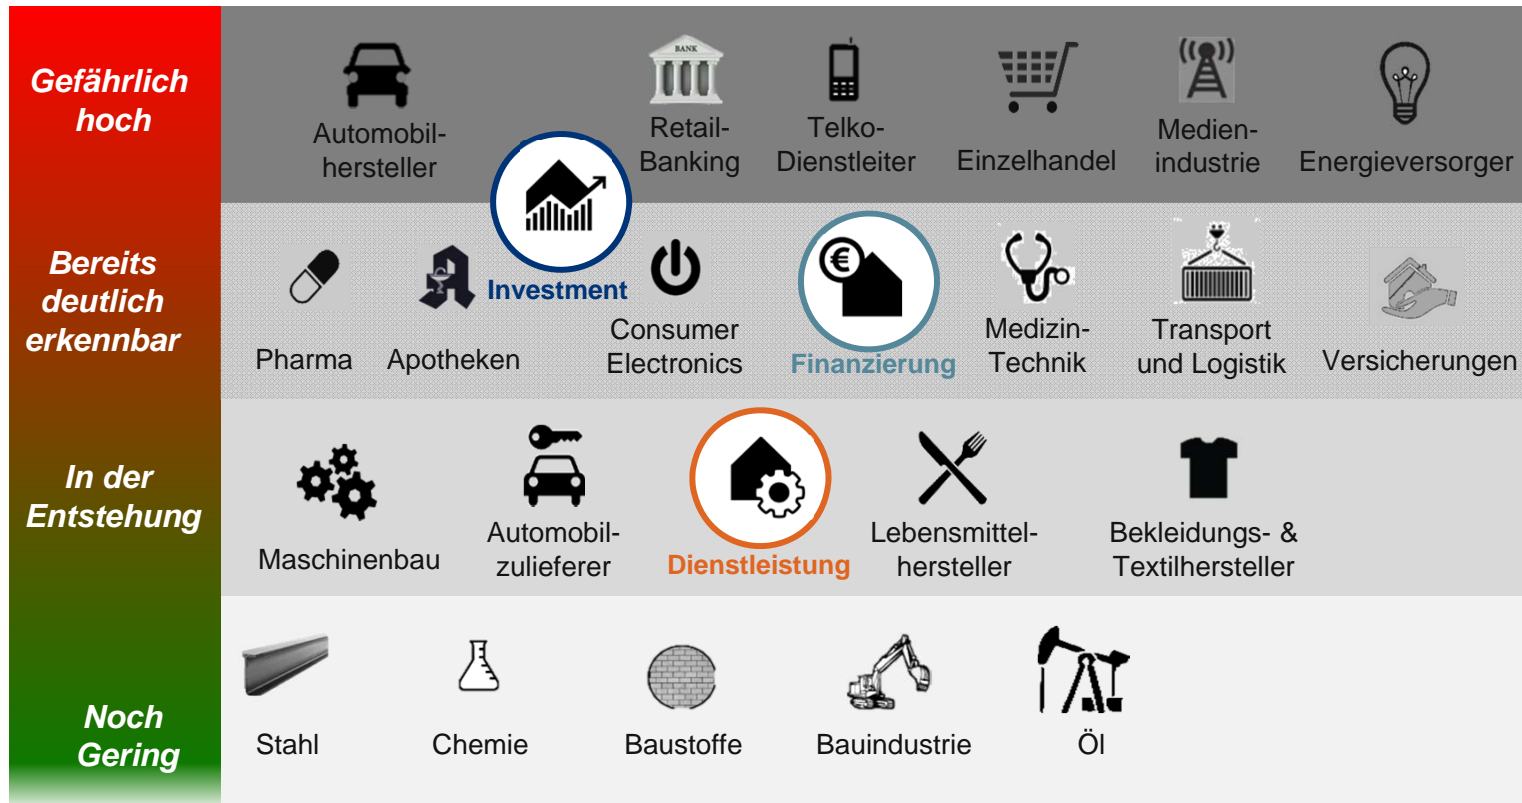 Gefährlich
hoch
Automobil-
hersteller
BANK
Retail-
Banking
Telko-
Dienstleiter
Einzelhandel
Medien-
industrie
Energieversorger
Bereits
deutlich
erkennbar
Pharma
Apotheken
Investment
Consumer
Electronics
€
Finanzierung
Medizin-
Technik
Transport
und Logistik
Versicherungen
In der
Entstehung
Maschinenbau
Automobil-
zulieferer
Dienstleistung
Lebensmittel-
hersteller
Bekleidungs- &
Textilhersteller
Noch
Gering
Stahl
Chemie
Baustoffe
Bauindustrie
Öl